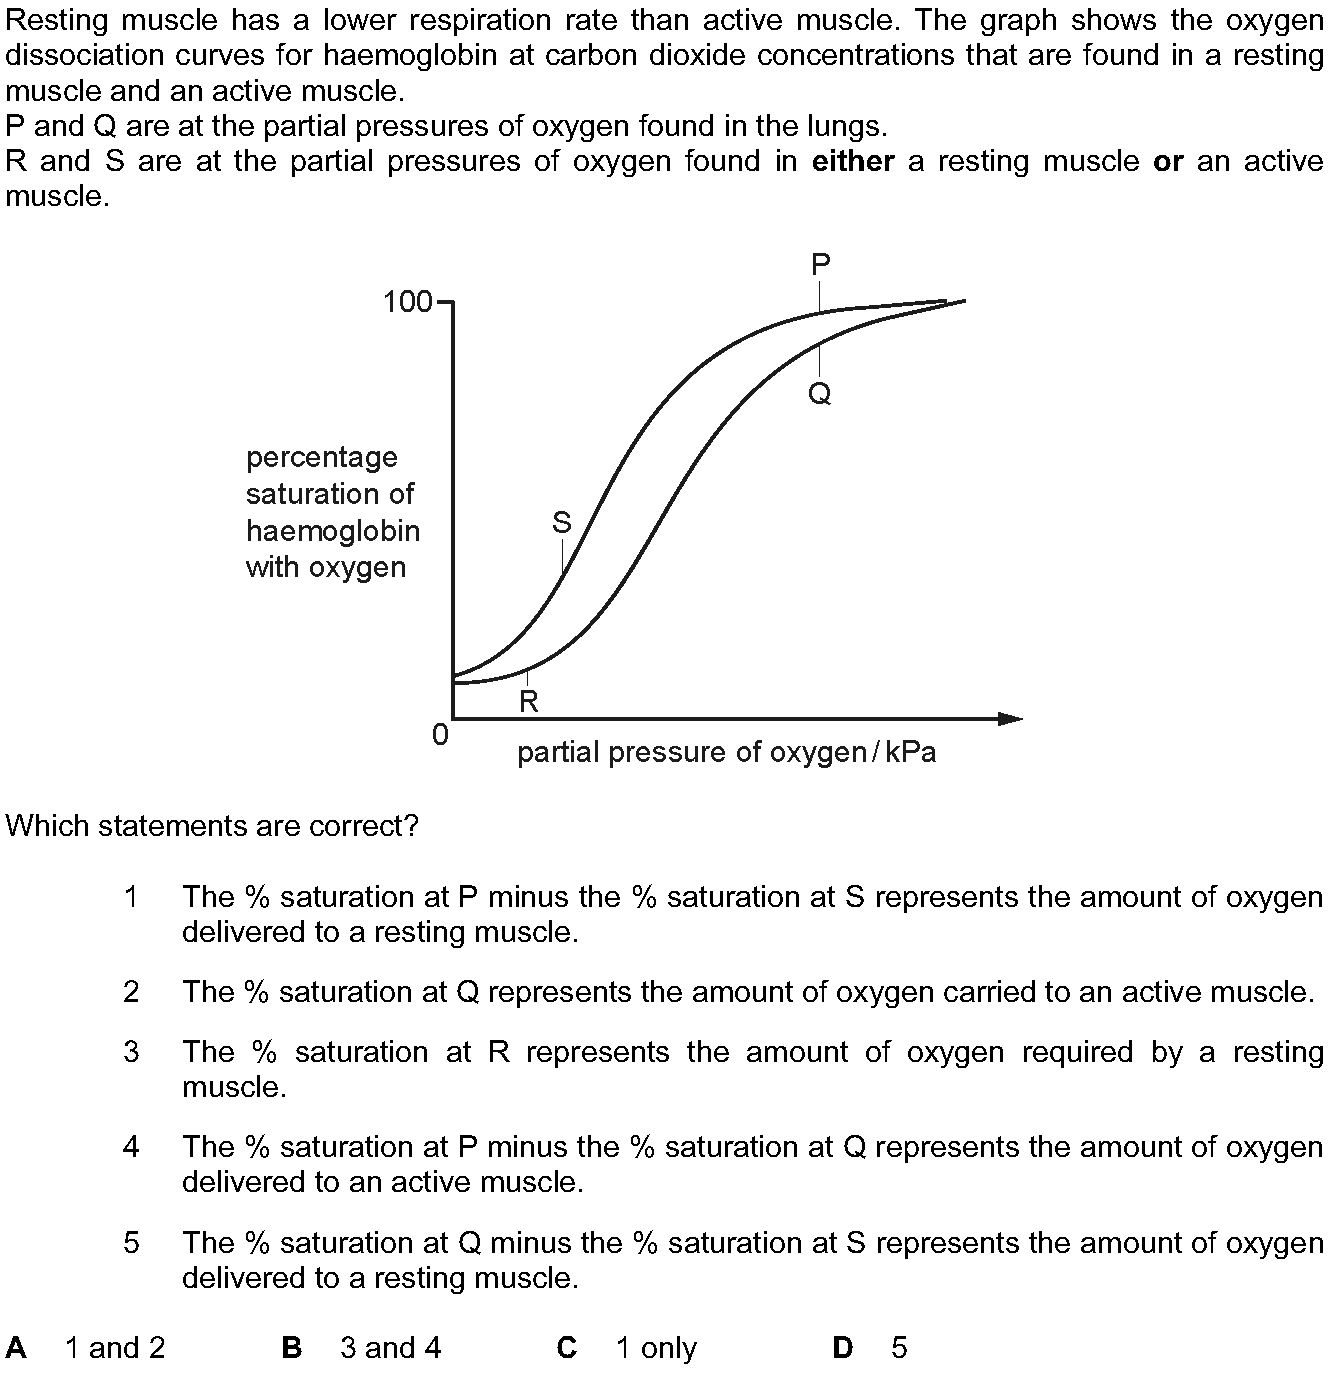 Resting muscle has a lower respiration rate than active muscle. The graph shows the oxygen
dissociation curves for haemoglobin at carbon dioxide concentrations that are found in a resting
muscle and an active muscle.
P and Q are at the partial pressures of oxygen found in the lungs.
R and S are at the partial pressures of oxygen found in either a resting muscle or an active
muscle.
P
100
Q
percentage
saturation of
haemoglobin
with oxygen
S
R
0
partial pressure of oxygen / kPa
Which statements are correct?
1 The % saturation at P minus the % saturation at S represents the amount of oxygen
delivered to a resting muscle.
2 The % saturation at Q represents the amount of oxygen carried to an active muscle.
3 The % saturation at R represents the amount of oxygen required by a resting
muscle.
4 The % saturation at P minus the % saturation at Q represents the amount of oxygen
delivered to an active muscle.
5 The % saturation at Q minus the % saturation at S represents the amount of oxygen
delivered to a resting muscle.
A 1 and 2 B 3 and 4 C 1 only D 5